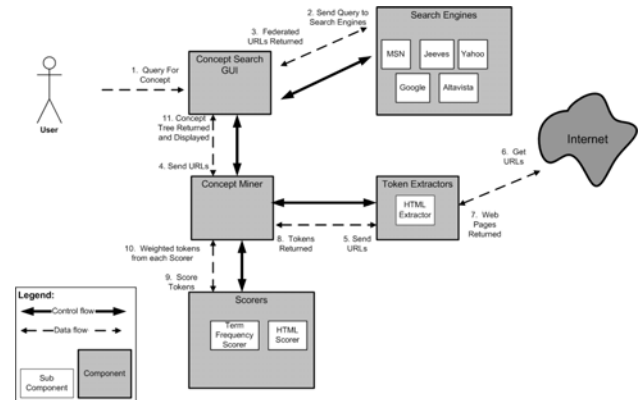 2. Send Query to
Search Engines
Search Engines
3. Federated
URLs Returned
MSN
Jeeves
Yahoo
Google
Altavista
Concept Search
GUI
1. Query For
Concept
User
11. Concept
Tree Returned
and Displayed
4. Send URLs
Internet
6. Get
URLs
Concept Miner
Token Extractors
HTML
Extractor
7. Web
Pages
Returned
8. Tokens
Returned
5. Send
URLs
10. Weighted tokens
from each Scorer
9. Score
Tokens
Scorers
Term
Frequency
Scorer
HTML
Scorer
Legend:
Control flow
Data flow
Sub
Component
Component